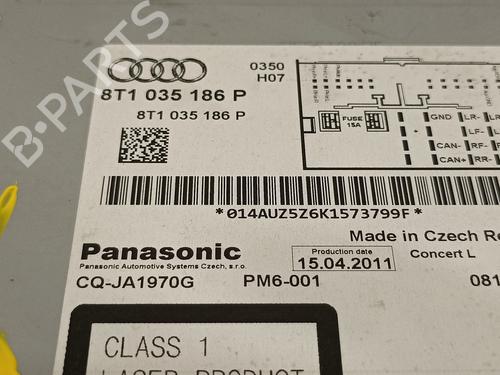 B-PARTS
0350
H07
8T1 035 186 P
8T1 035 186 P
FUSE
15A
GND
LR-
LF-
CAN-
RF-
CAN+
RR-
*014AUZ5Z6K1573799F*
Made in Czech Re
Panasonic
Panasonic Automotive Systems Czech, s.r.o.
Production date
15.04.2011
Concert L
CQ-JA1970G
PM6-001
081
CLASS 1
LASER PRODUCT